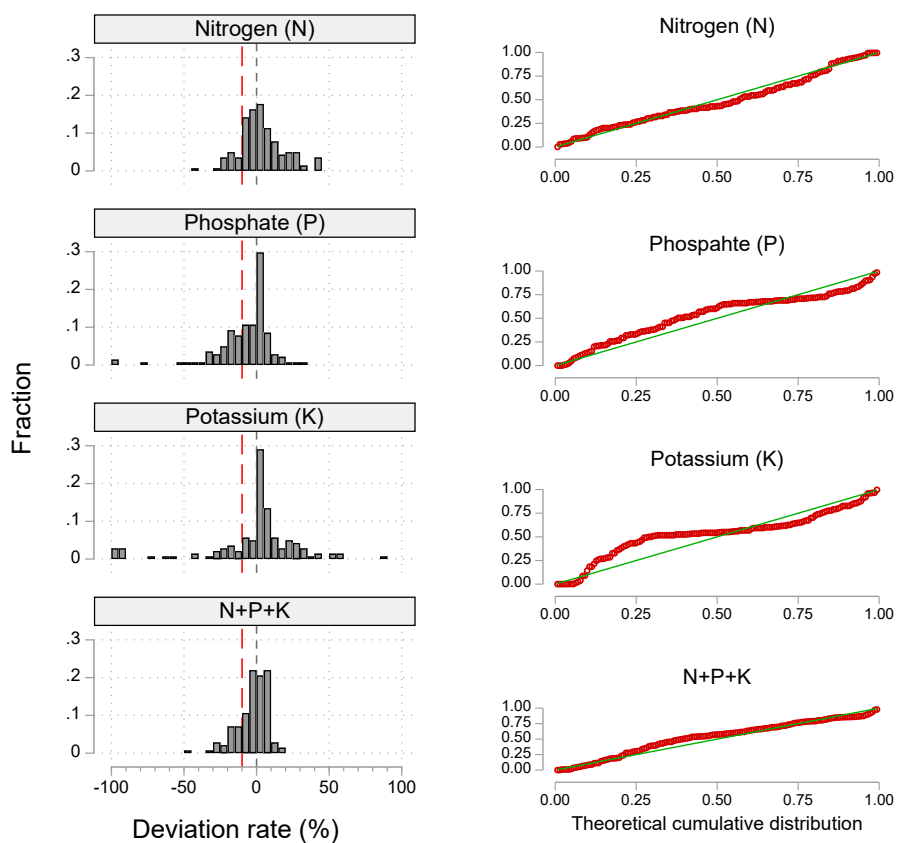 Nitrogen (N)
.3
.2
.1
0
Phosphate (P)
.3
.2
.1
0
Potassium (K)
.3
.2
.1
0
N+P+K
.3
.2
.1
0
-100 -50 0 50 100
Deviation rate (%)
Fraction
Nitrogen (N)
1.00
0.75
0.50
0.25
0.00
0.00 0.25 0.50 0.75 1.00
Phospahte (P)
1.00
0.75
0.50
0.25
0.00
0.00 0.25 0.50 0.75 1.00
Potassium (K)
1.00
0.75
0.50
0.25
0.00
0.00 0.25 0.50 0.75 1.00
N+P+K
1.00
0.75
0.50
0.25
0.00
0.00 0.25 0.50 0.75 1.00
Theoretical cumulative distribution